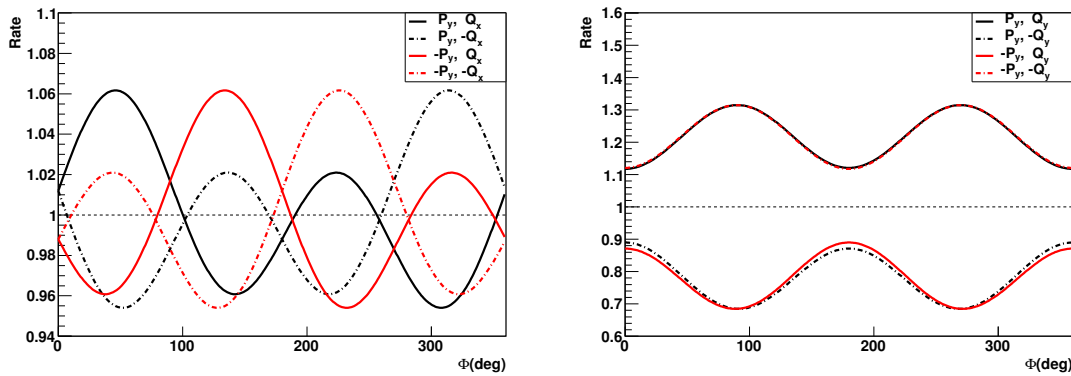 Rate
1.1
1.08
1.06
1.04
1.02
1
0.98
0.96
0.94
0
100
200
300
Φ(deg)
P_y, Q_x
P_y, -Q_x
-P_y, Q_x
-P_y, -Q_x
Rate
1.6
1.5
1.4
1.3
1.2
1.1
1
0.9
0.8
0.7
0.6
0
100
200
300
Φ(deg)
P_y, Q_y
P_y, -Q_y
-P_y, Q_y
-P_y, -Q_y